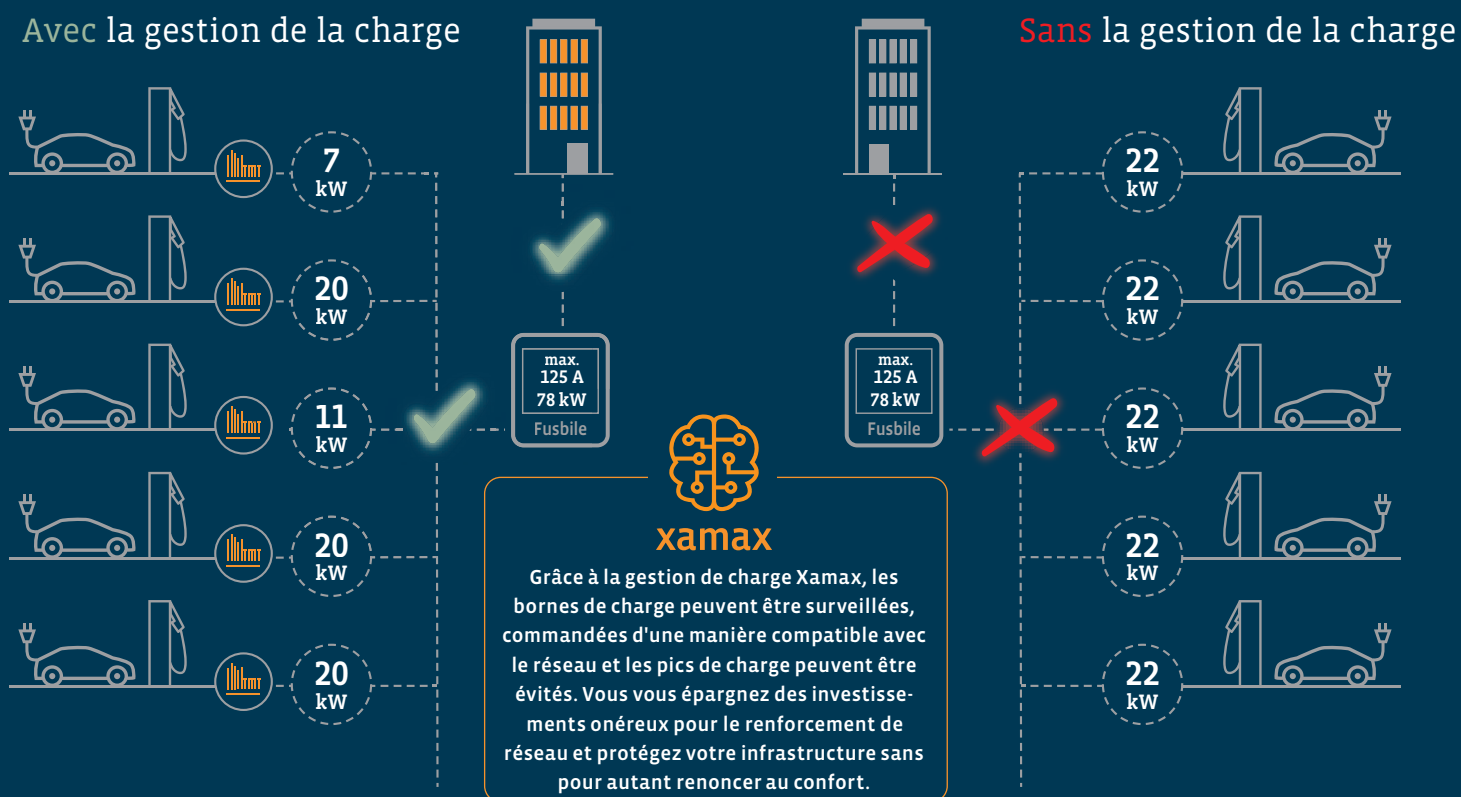 Avec la gestion de la charge
7
kW
20
kW
11
kW
20
kW
20
kW
max.
125 A
78 kW
Fusbile
xamax
Grâce à la gestion de charge Xamax, les
bornes de charge peuvent être surveillées,
commandées d'une manière compatible avec
le réseau et les pics de charge peuvent être
évités. Vous vous épargnez des investisse-
ments onéreux pour le renforcement de
réseau et protégez votre infrastructure sans
pour autant renoncer au confort.
Sans la gestion de la charge
max.
125 A
78 kW
Fusbile
22
kW
22
kW
22
kW
22
kW
22
kW